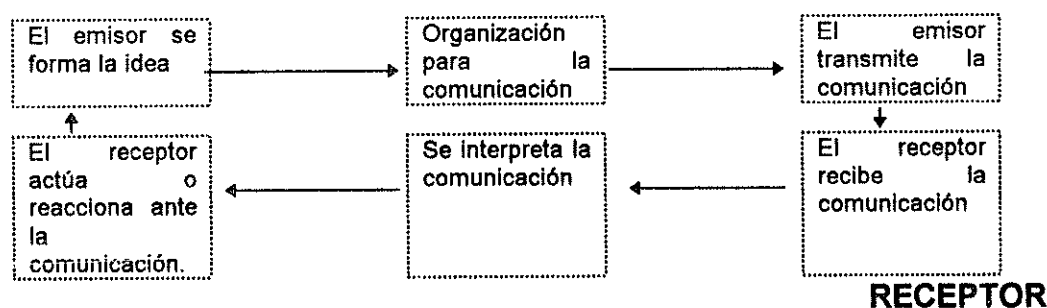 El emisor se
forma la idea
Organización
para la
comunicación
El emisor
transmite la
comunicación
El receptor
actúa o
reacciona ante
la
comunicación.
Se interpreta la
comunicación
El receptor
recibe la
comunicación
RECEPTOR